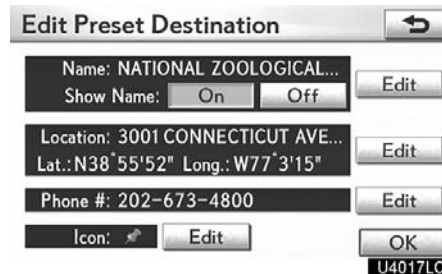 Edit Preset Destination
Name: NATIONAL ZOOLOGICAL...
Show Name: On Off
Edit
Location: 3001 CONNECTICUT AVE...
Lat.:N38°55'52" Long.:W77°3'15"
Edit
Phone #: 202-673-4800 Edit
Icon: Edit
OK
U4017LC